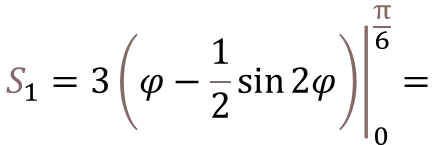 S₁ = 3 (φ − 1/2 sin 2φ) |₀^(π/6) =